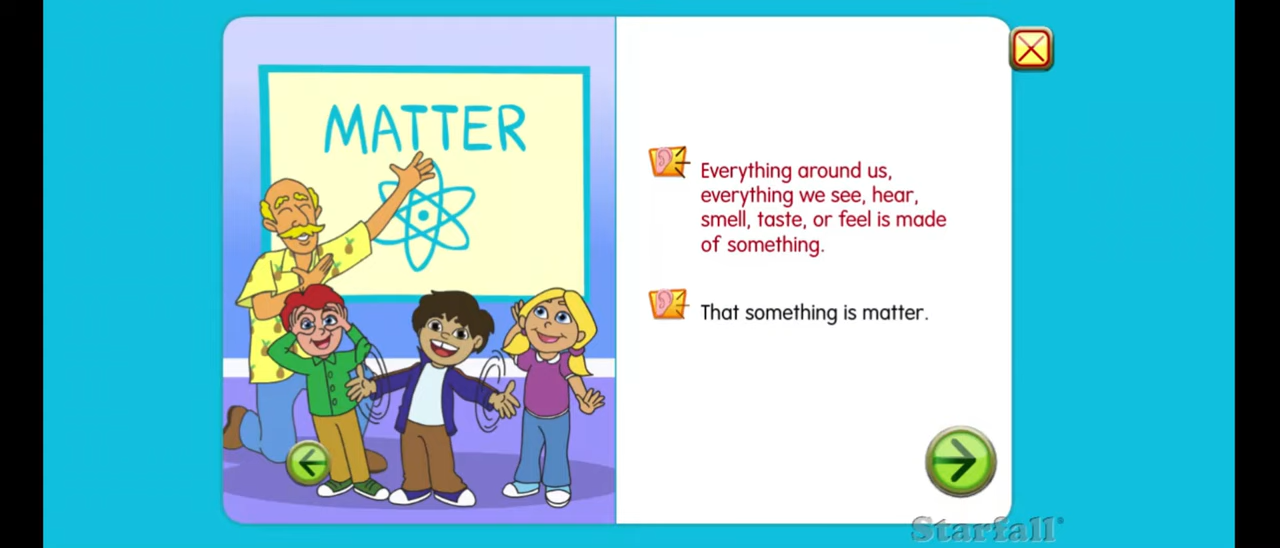 MATTER
Everything around us,
everything we see, hear,
smell, taste, or feel is made
of something.
That something is matter.
Starfall®